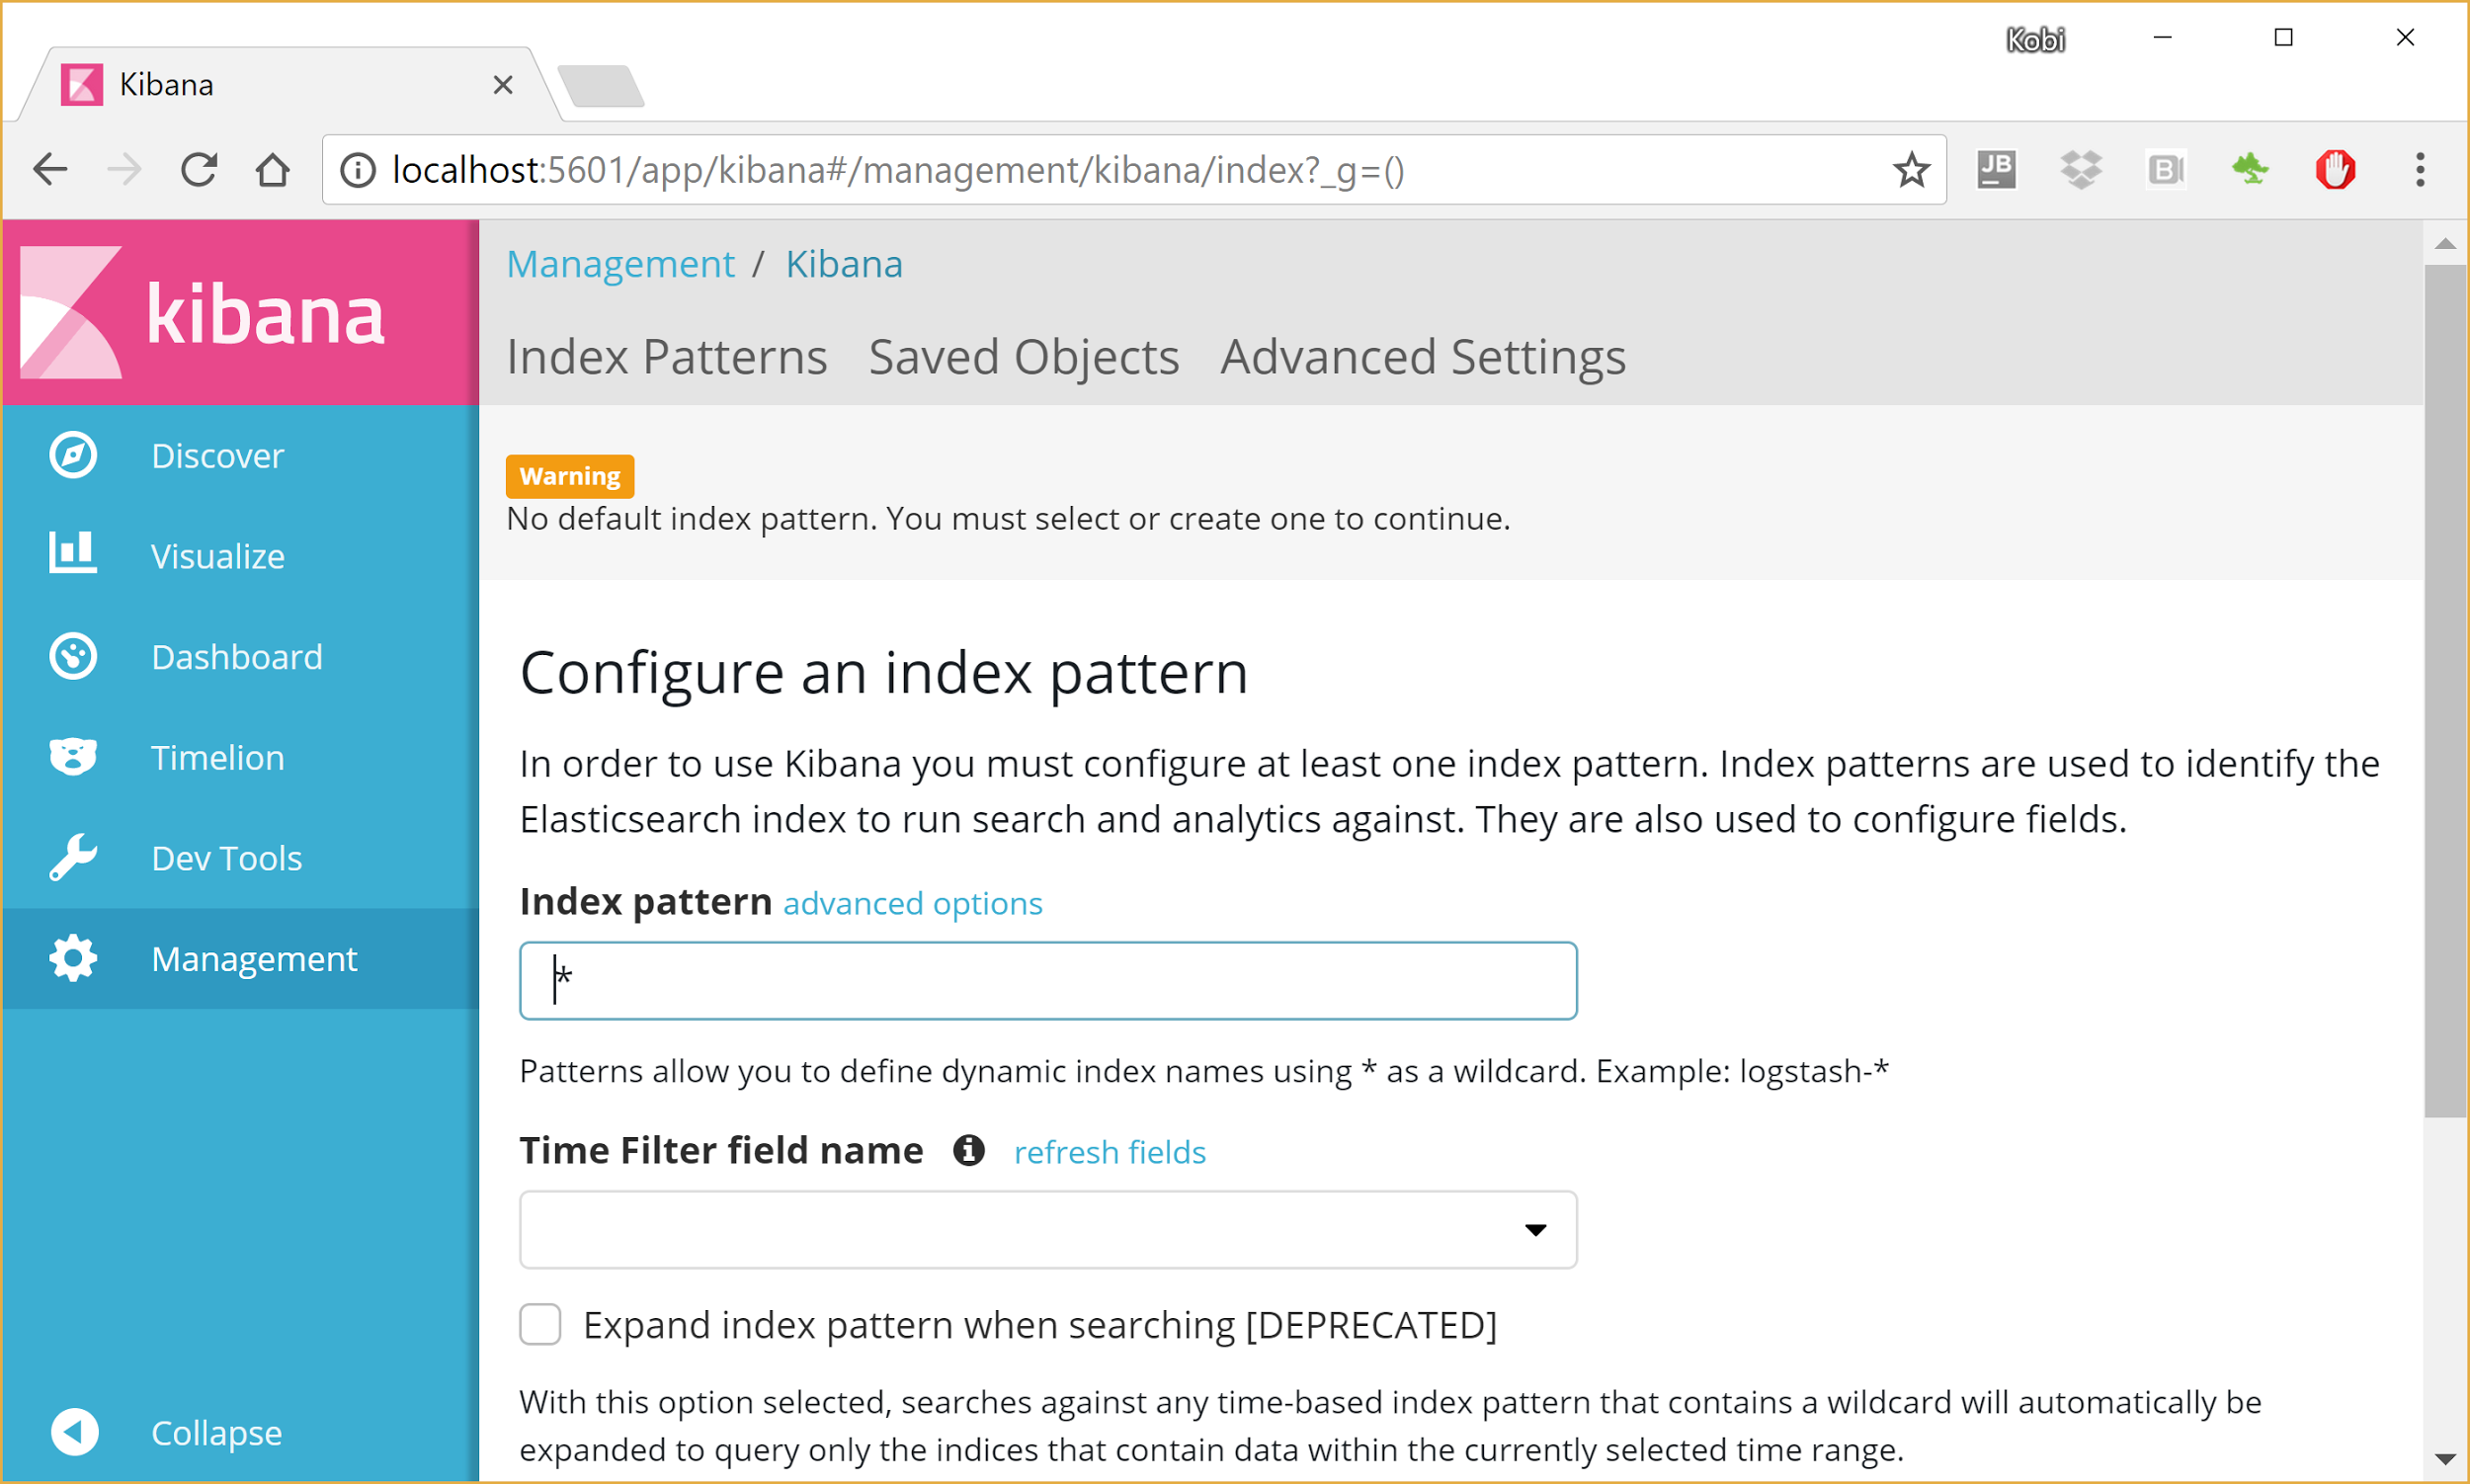 Kobi
Kibana
localhost:5601/app/kibana#/management/kibana/index?_g=()
JB
B
kibana
Management / Kibana
Index Patterns Saved Objects Advanced Settings
Discover
Visualize
Dashboard
Timelion
Dev Tools
Management
Collapse
Warning
No default index pattern. You must select or create one to continue.
Configure an index pattern
In order to use Kibana you must configure at least one index pattern. Index patterns are used to identify the
Elasticsearch index to run search and analytics against. They are also used to configure fields.
Index pattern advanced options
*
Patterns allow you to define dynamic index names using * as a wildcard. Example: logstash-*
Time Filter field name refresh fields
Expand index pattern when searching [DEPRECATED]
With this option selected, searches against any time-based index pattern that contains a wildcard will automatically be
expanded to query only the indices that contain data within the currently selected time range.